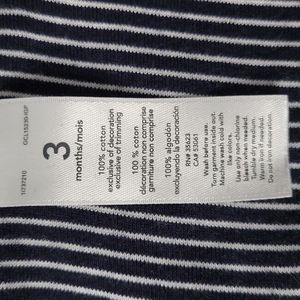 3
months/mois
100% cotton
exclusive of decoration
exclusive of trimming
100 % coton
décoration non comprise
garniture non comprise
100% algodón
excluyendo la decoración
RN# 35623
CA# 53061
Wash before wear.
Turn garment inside out.
Machine wash cold with
like colors.
Use only non-chlorine
bleach when needed.
Tumble dry medium.
Warm iron if needed.
Do not iron decoration.